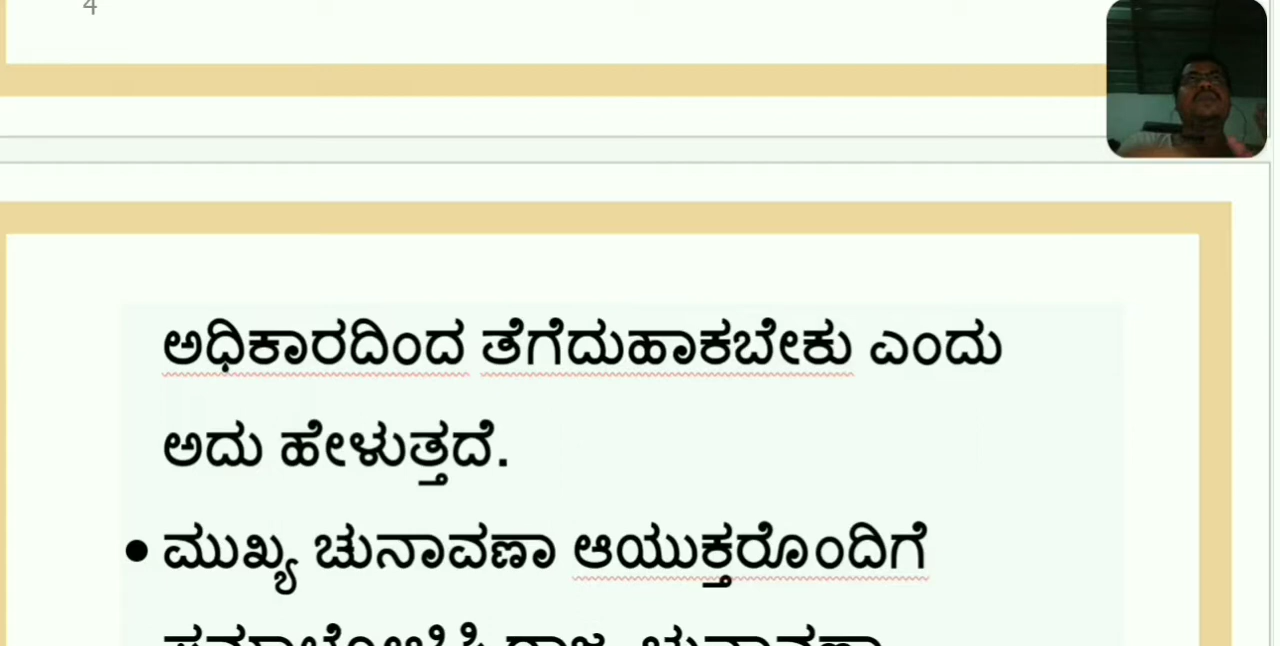 4
ಅಧಿಕಾರದಿಂದ ತೆಗೆದುಹಾಕಬೇಕು ಎಂದು
ಅದು ಹೇಳುತ್ತದೆ.
• ಮುಖ್ಯ ಚುನಾವಣಾ ಆಯುಕ್ತರೊಂದಿಗೆ